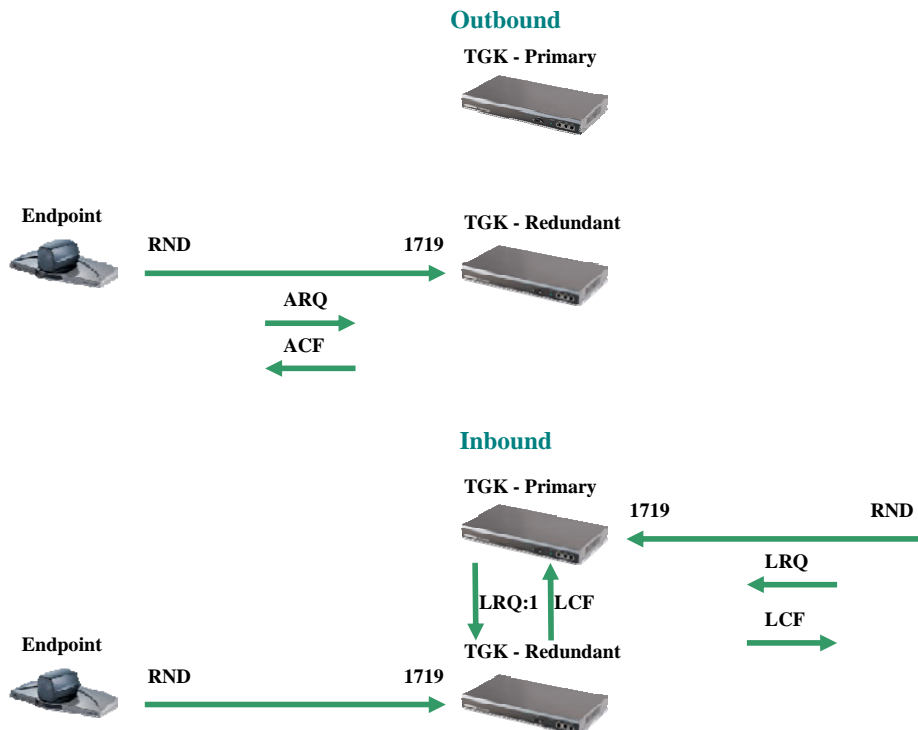 Outbound
TGK - Primary
Endpoint
TGK - Redundant
RND
1719
ARQ
ACF
Inbound
TGK - Primary
1719
RND
LRQ
LRQ:1
LCF
LCF
Endpoint
TGK - Redundant
RND
1719